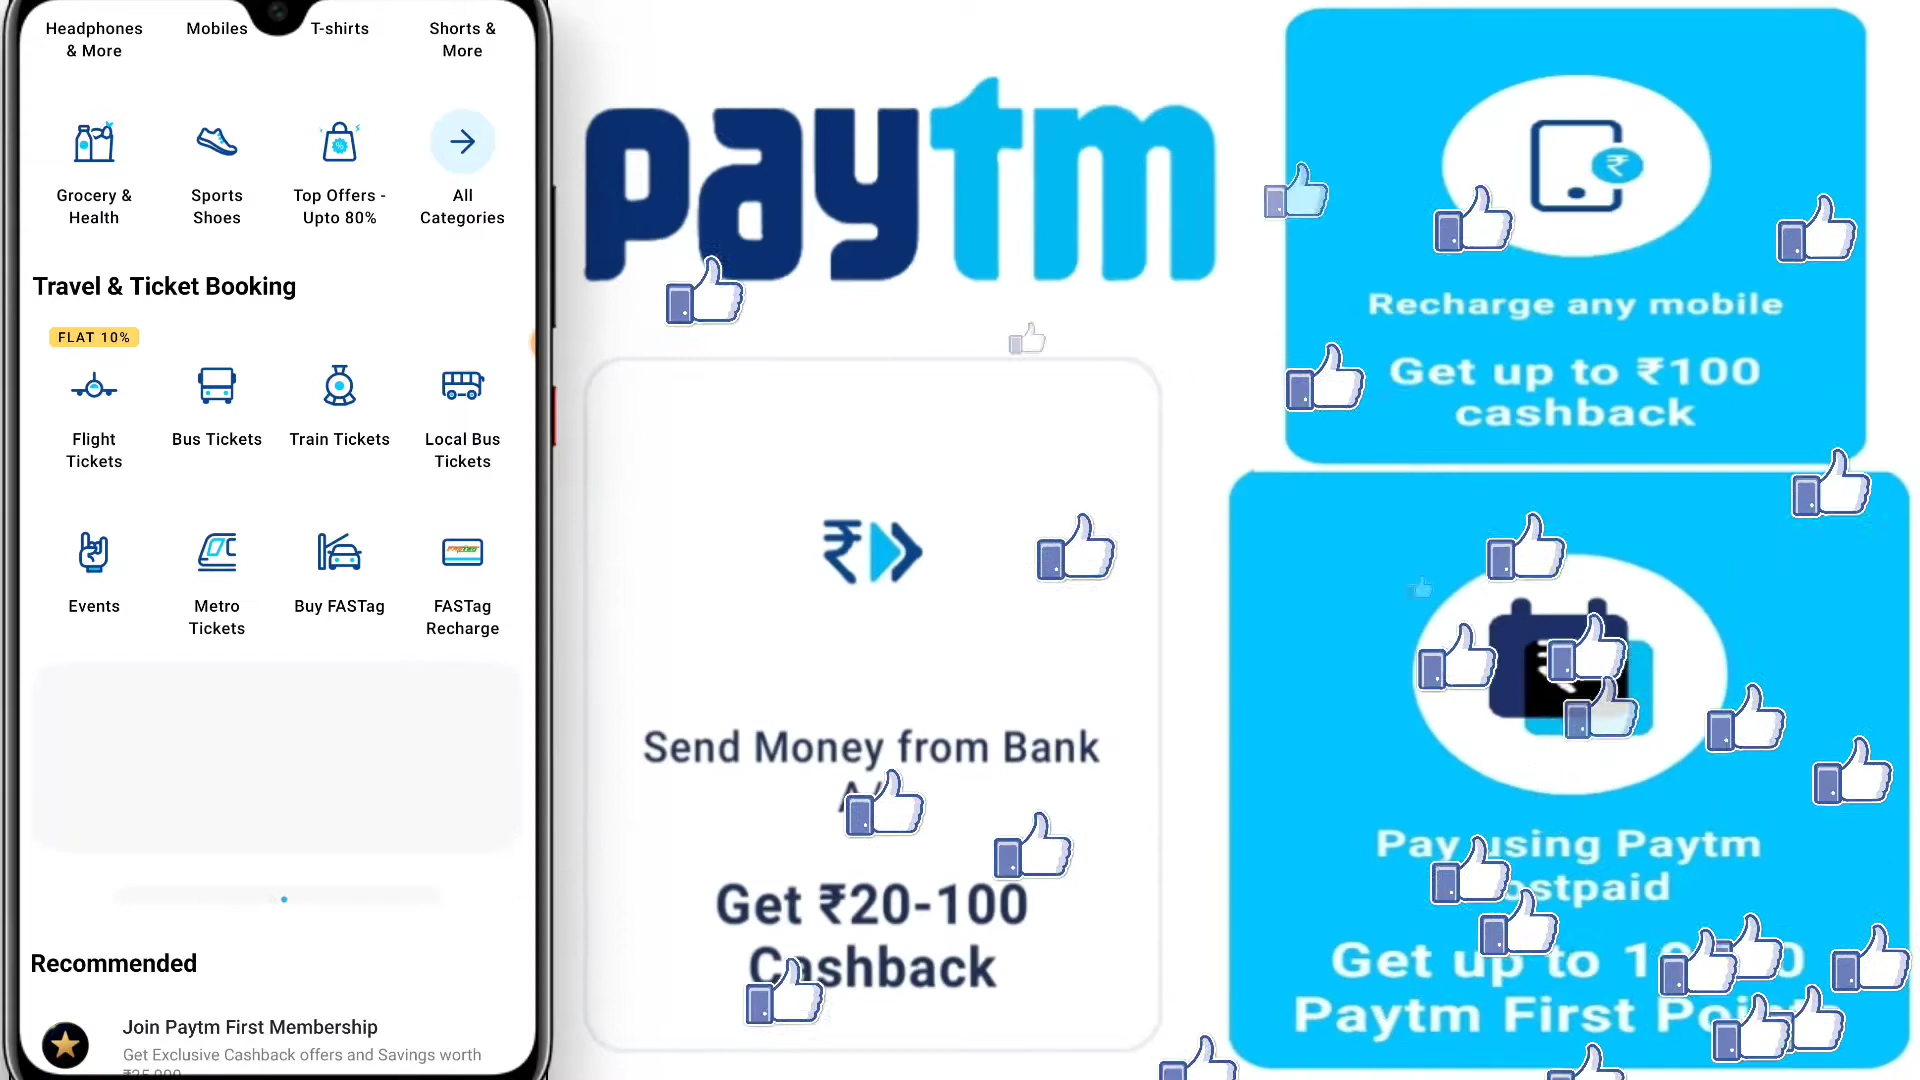 Headphones
& More
Mobiles
T-shirts
Shorts &
More
Grocery &
Health
Sports
Shoes
%
Top Offers -
Upto 80%
All
Categories
Travel & Ticket Booking
FLAT 10%
Flight
Tickets
Bus Tickets
Train Tickets
Local Bus
Tickets
Events
Metro
Tickets
Buy FASTag
FASTag
Recharge
Recommended
Join Paytm First Membership
Get Exclusive Cashback offers and Savings worth
paytm
₹
Send Money from Bank
Get ₹20-100
Cashback
₹
Recharge any mobile
Get up to ₹100
cashback
Pay using Paytm
Get up to
Paytm First